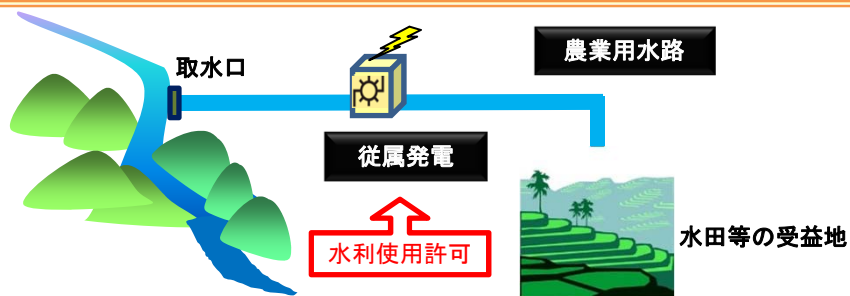 取水口
農業用水路
従属発電
水利使用許可
水田等の受益地